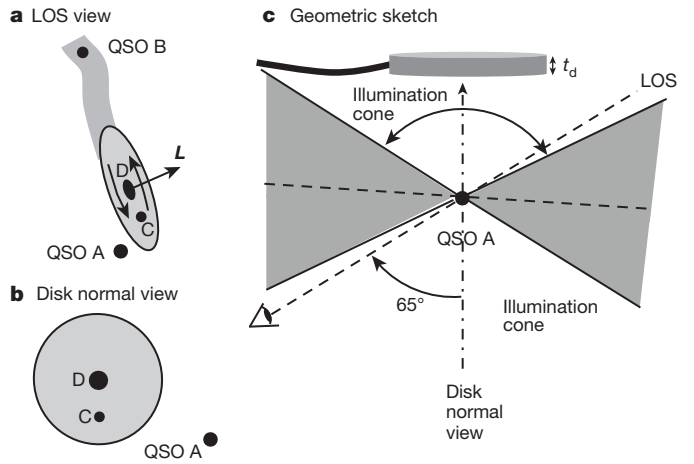 a LOS view
QSO B
D
L
C
QSO A
b Disk normal view
D
C
QSO A
c Geometric sketch
t_d
LOS
Illumination
cone
QSO A
65°
Illumination
cone
Disk
normal
view